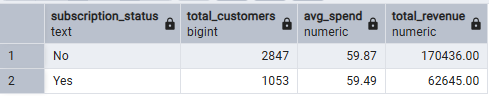 subscription_status total_customers avg_spend total_revenue
text bigint numeric numeric
1 No 2847 59.87 170436.00
2 Yes 1053 59.49 62645.00